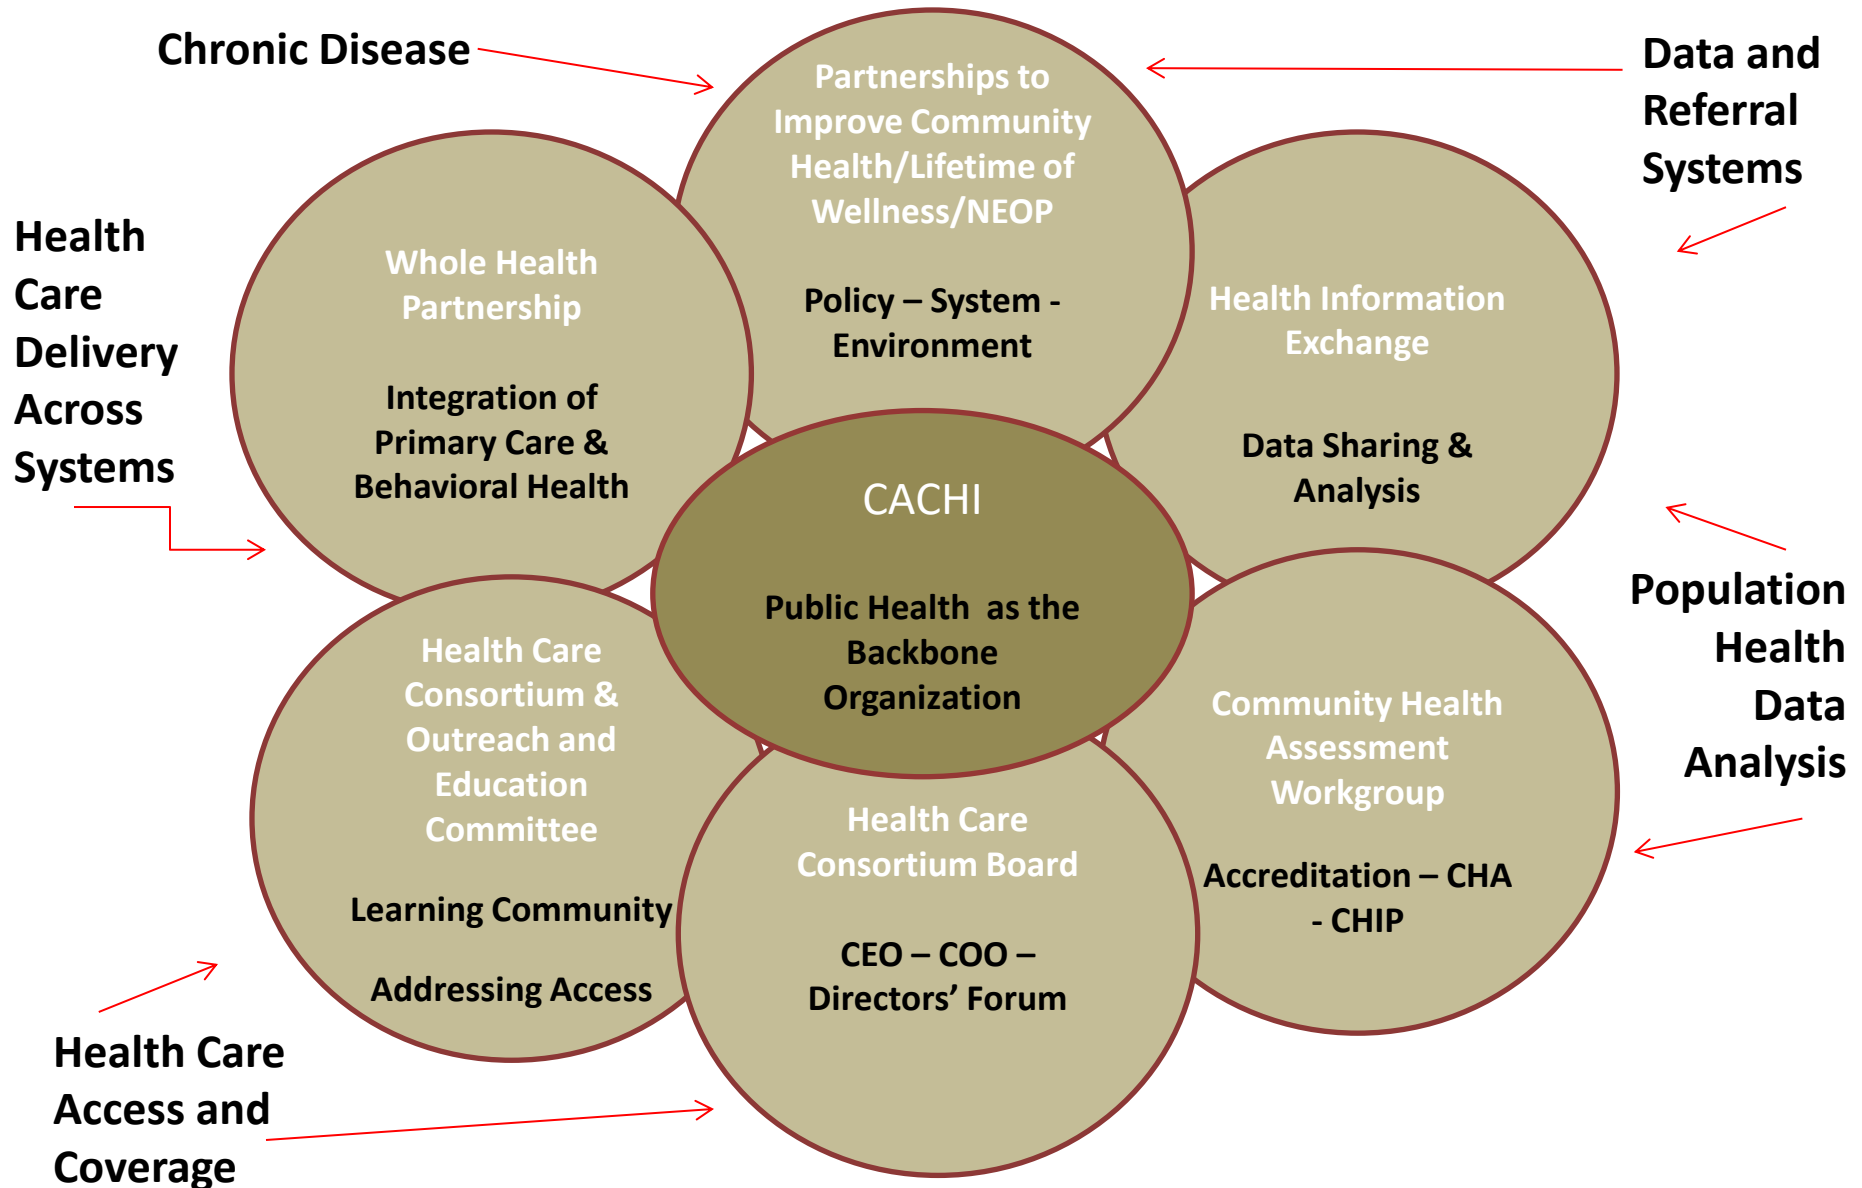 Chronic Disease
Partnerships to
Improve Community
Health/Lifetime of
Wellness/NEOP
Policy – System -
Environment
Data and
Referral
Systems
Health
Care
Delivery
Across
Systems
Whole Health
Partnership
Integration of
Primary Care &
Behavioral Health
Health Information
Exchange
Data Sharing &
Analysis
CACHI
Public Health as the
Backbone
Organization
Population
Health
Data
Analysis
Health Care
Consortium &
Outreach and
Education
Committee
Learning Community
Addressing Access
Health Care
Consortium Board
CEO – COO –
Directors’ Forum
Community Health
Assessment
Workgroup
Accreditation – CHA
- CHIP
Health Care
Access and
Coverage